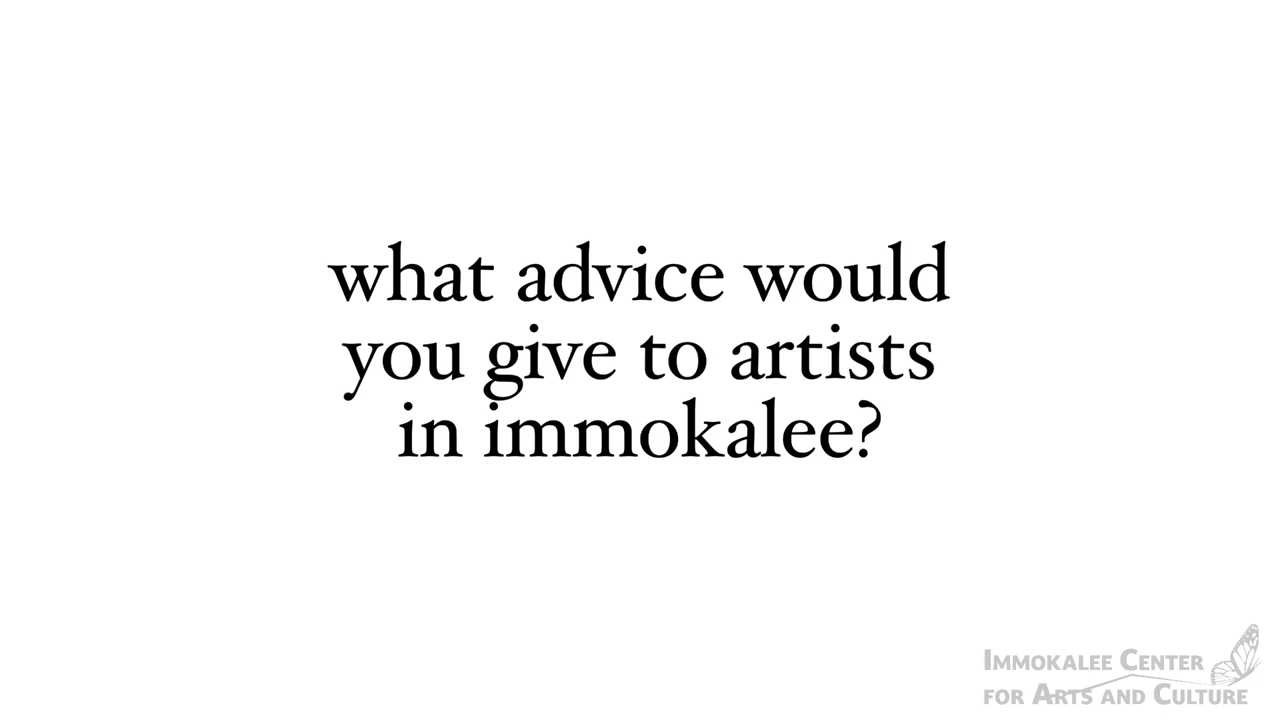 what advice would
you give to artists
in immokalee?
IMMOKALEE CENTER
FOR ARTS AND CULTURE